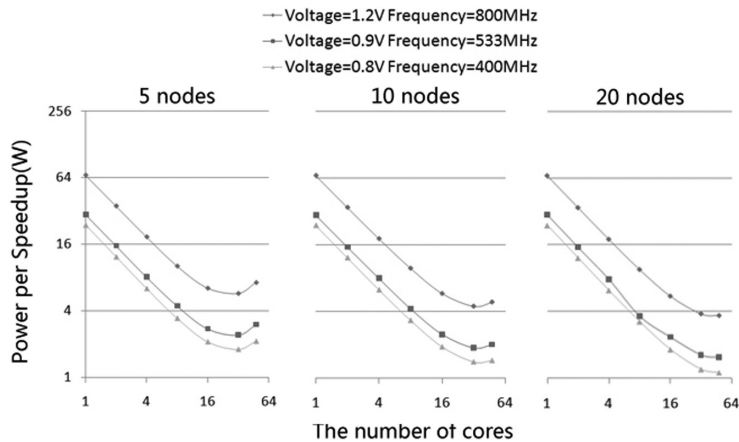 Voltage=1.2V Frequency=800MHz
Voltage=0.9V Frequency=533MHz
Voltage=0.8V Frequency=400MHz
5 nodes
10 nodes
20 nodes
Power per Speedup(W)
256
64
16
4
1
1 4 16 64
1 4 16 64
1 4 16 64
The number of cores